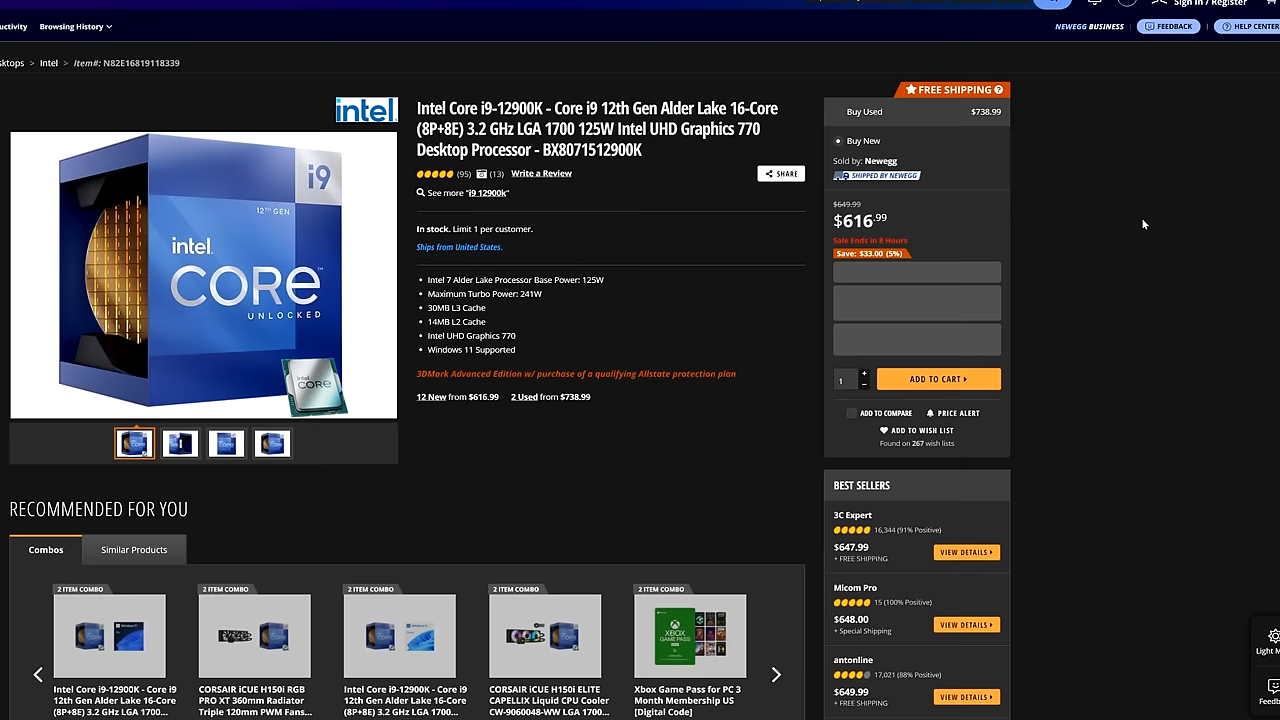 Sign in / Register
uctivity
Browsing History
NEWEGG BUSINESS
FEEDBACK
HELP CENTER
sktops > Intel > Item#: N82E16819118339
intel.
i9
12TH GEN
intel.
CORE
UNLOCKED
intel
CORE
Intel Core i9-12900K - Core i9 12th Gen Alder Lake 16-Core
(8P+8E) 3.2 GHz LGA 1700 125W Intel UHD Graphics 770
Desktop Processor - BX8071512900K
(95) (13) Write a Review
SHARE
See more "i9 12900k"
In stock. Limit 1 per customer.
Ships from United States.
• Intel 7 Alder Lake Processor Base Power: 125W
• Maximum Turbo Power: 241W
• 30MB L3 Cache
• 14MB L2 Cache
• Intel UHD Graphics 770
• Windows 11 Supported
3DMark Advanced Edition w/ purchase of a qualifying Allstate protection plan
12 New from $616.99 2 Used from $738.99
FREE SHIPPING
Buy Used $738.99
Buy New
Sold by: Newegg
SHIPPED BY NEWEGG
$649.99
$616.99
Sale Ends in 8 Hours
Save: $33.00 (5%)
1 + −
ADD TO CART
ADD TO COMPARE PRICE ALERT
ADD TO WISH LIST
Found on 267 wish lists
BEST SELLERS
3C Expert
16,344 (91% Positive)
$647.99
+ FREE SHIPPING
VIEW DETAILS
Micom Pro
15 (100% Positive)
$648.00
+ Special Shipping
VIEW DETAILS
antonline
17,021 (88% Positive)
$649.99
+ FREE SHIPPING
VIEW DETAILS
RECOMMENDED FOR YOU
Combos
Similar Products
2 ITEM COMBO
Intel Core i9-12900K - Core i9
12th Gen Alder Lake 16-Core
(8P+8E) 3.2 GHz LGA 1700...
2 ITEM COMBO
CORSAIR iCUE H150i RGB
PRO XT 360mm Radiator
Triple 120mm PWM Fans...
2 ITEM COMBO
Intel Core i9-12900K - Core i9
12th Gen Alder Lake 16-Core
(8P+8E) 3.2 GHz LGA 1700...
2 ITEM COMBO
CORSAIR iCUE H150i ELITE
CAPELLIX Liquid CPU Cooler
CW-9060048-WW LGA 1700...
2 ITEM COMBO
XBOX
GAME PASS
Xbox Game Pass for PC 3
Month Membership US
[Digital Code]
Light M
Feedb